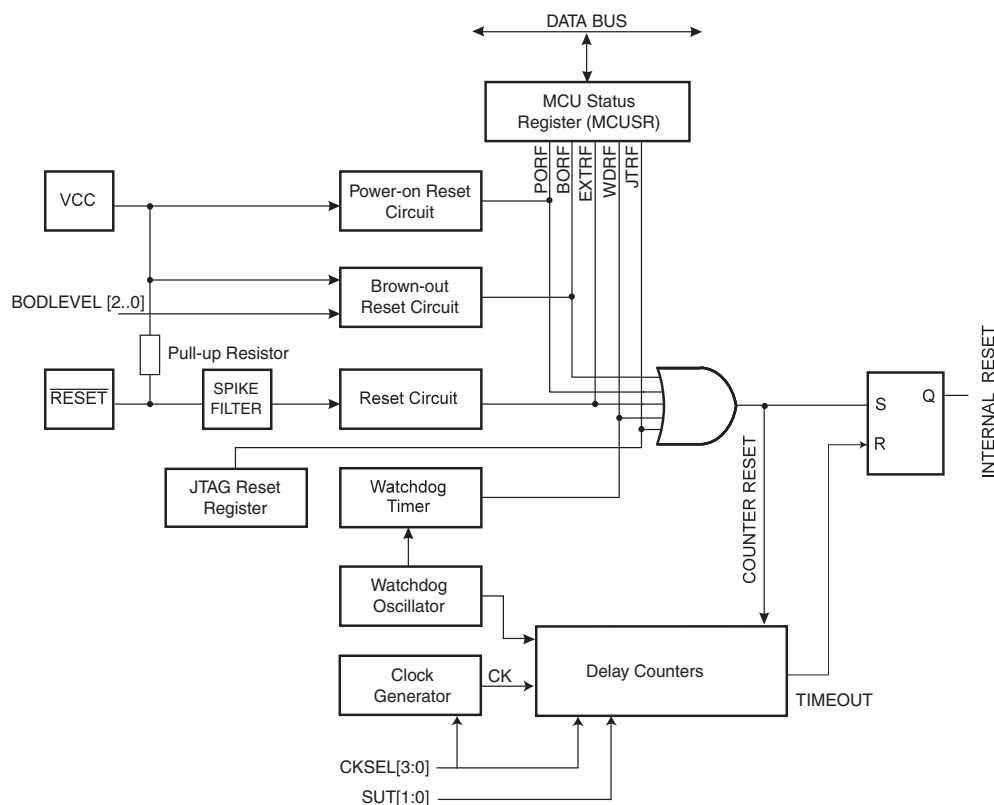 DATA BUS
MCU Status
Register (MCUSR)
PORF
BORF
EXTRF
WDRF
JTRF
VCC
Power-on Reset
Circuit
Brown-out
Reset Circuit
BODLEVEL [2..0]
Pull-up Resistor
RESET
SPIKE
FILTER
Reset Circuit
S
Q
R
INTERNAL RESET
JTAG Reset
Register
Watchdog
Timer
COUNTER RESET
Watchdog
Oscillator
Clock
Generator
CK
Delay Counters
TIMEOUT
CKSEL[3:0]
SUT[1:0]